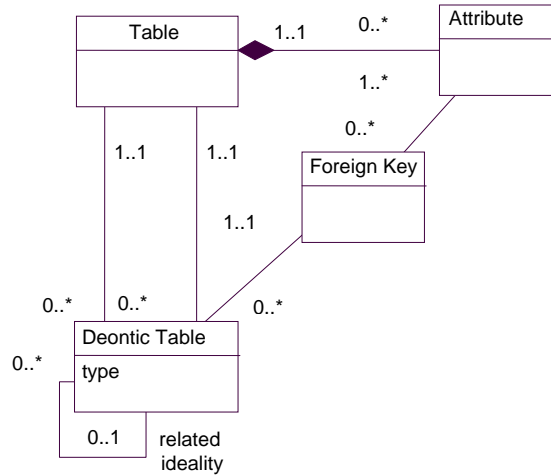 Table
1..1
0..*
Attribute
1..*
0..*
Foreign Key
1..1
1..1
1..1
0..*
0..*
0..*
Deontic Table
0..*
type
0..1
related
ideality